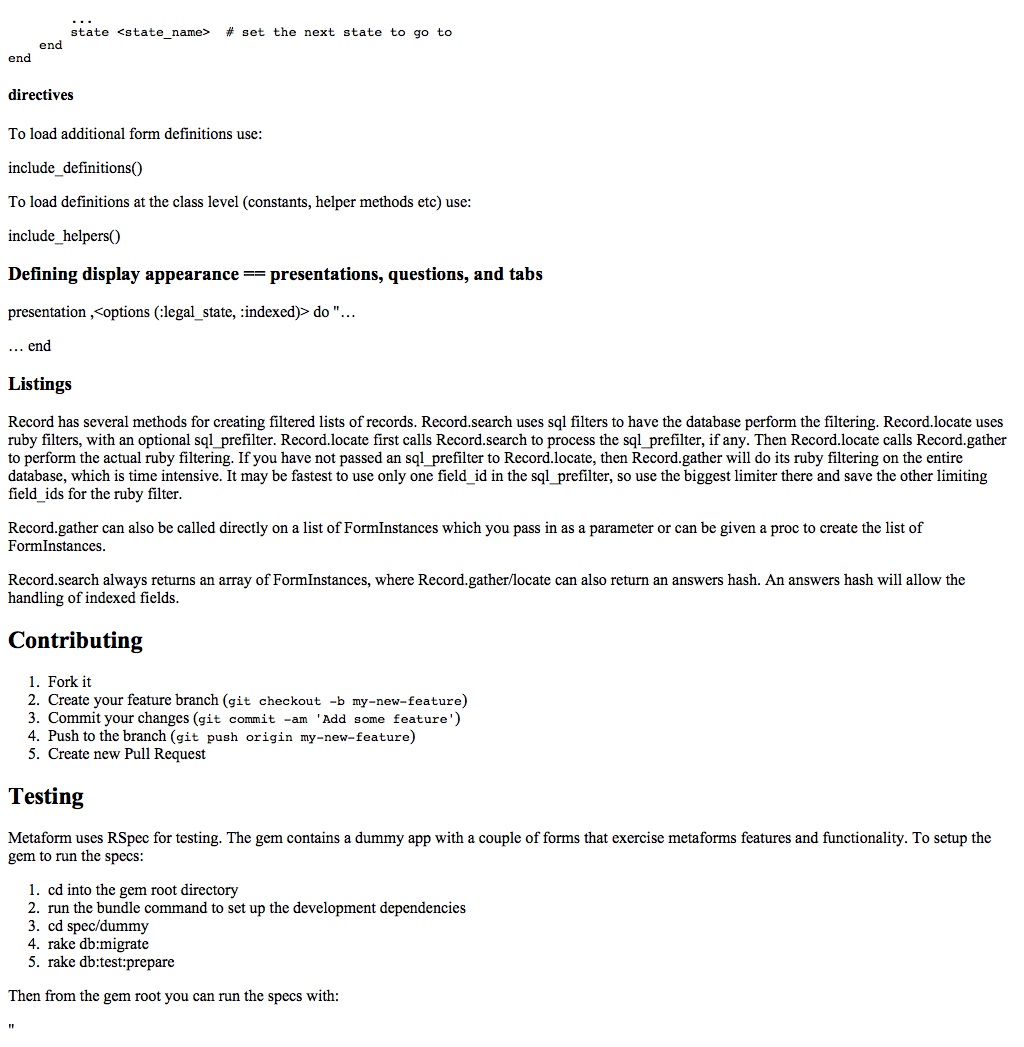 ...
state <state_name>  # set the next state to go to
end
end
directives
To load additional form definitions use:
include_definitions()
To load definitions at the class level (constants, helper methods etc) use:
include_helpers()
Defining display appearance == presentations, questions, and tabs
presentation ,<options (:legal_state, :indexed)> do "…
… end
Listings
Record has several methods for creating filtered lists of records. Record.search uses sql filters to have the database perform the filtering. Record.locate uses
ruby filters, with an optional sql_prefilter. Record.locate first calls Record.search to process the sql_prefilter, if any. Then Record.locate calls Record.gather
to perform the actual ruby filtering. If you have not passed an sql_prefilter to Record.locate, then Record.gather will do its ruby filtering on the entire
database, which is time intensive. It may be fastest to use only one field_id in the sql_prefilter, so use the biggest limiter there and save the other limiting
field_ids for the ruby filter.
Record.gather can also be called directly on a list of FormInstances which you pass in as a parameter or can be given a proc to create the list of
FormInstances.
Record.search always returns an array of FormInstances, where Record.gather/locate can also return an answers hash. An answers hash will allow the
handling of indexed fields.
Contributing
1. Fork it
2. Create your feature branch (git checkout -b my-new-feature)
3. Commit your changes (git commit -am 'Add some feature')
4. Push to the branch (git push origin my-new-feature)
5. Create new Pull Request
Testing
Metaform uses RSpec for testing. The gem contains a dummy app with a couple of forms that exercise metaforms features and functionality. To setup the
gem to run the specs:
1. cd into the gem root directory
2. run the bundle command to set up the development dependencies
3. cd spec/dummy
4. rake db:migrate
5. rake db:test:prepare
Then from the gem root you can run the specs with:
"